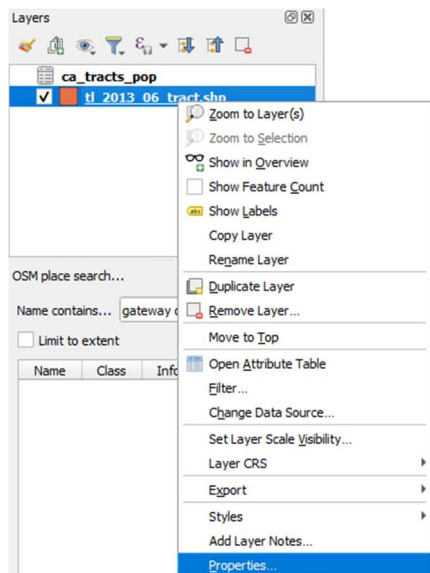 Layers
ca_tracts_pop
tl_2013_06_tract.shp
Zoom to Layer(s)
Zoom to Selection
Show in Overview
Show Feature Count
abc Show Labels
Copy Layer
Rename Layer
Duplicate Layer
Remove Layer...
Move to Top
Open Attribute Table
Filter...
Change Data Source...
Set Layer Scale Visibility...
Layer CRS
Export
Styles
Add Layer Notes...
Properties...
OSM place search...
Name contains... gateway
Limit to extent
Name Class Info